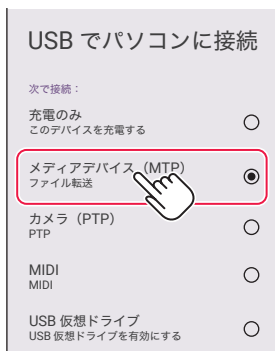 USB でパソコンに接続
次で接続：
充電のみ
このデバイスを充電する
メディアデバイス（MTP）
ファイル転送
カメラ（PTP）
PTP
MIDI
MIDI
USB 仮想ドライブ
USB 仮想ドライブを有効にする